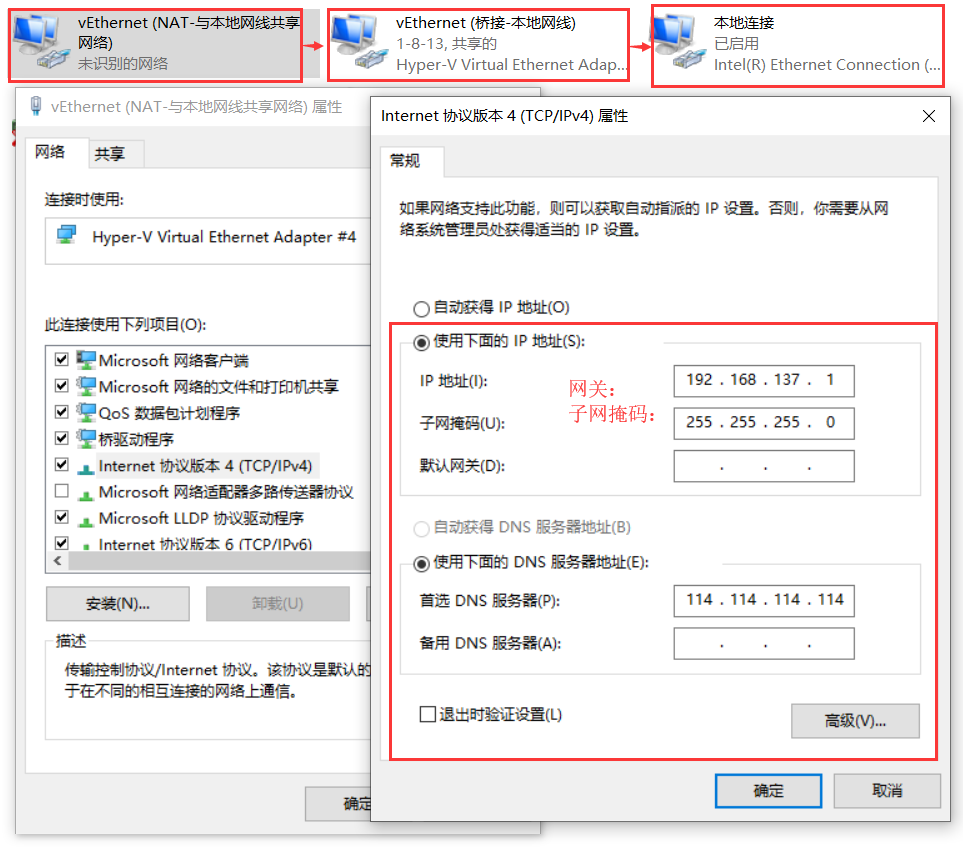 vEthernet (NAT-与本地网线共享
网络)
未识别的网络
vEthernet (桥接-本地网线)
1-8-13, 共享的
Hyper-V Virtual Ethernet Adap...
本地连接
已启用
Intel(R) Ethernet Connection (...
vEthernet (NAT-与本地网线共享网络) 属性
网络
共享
连接时使用:
Hyper-V Virtual Ethernet Adapter #4
此连接使用下列项目(O):
Microsoft 网络客户端
Microsoft 网络的文件和打印机共享
QoS 数据包计划程序
桥驱动程序
Internet 协议版本 4 (TCP/IPv4)
Microsoft 网络适配器多路传送器协议
Microsoft LLDP 协议驱动程序
Internet 协议版本 6 (TCP/IPv6)
安装(N)...
卸载(U)
描述
传输控制协议/Internet 协议。该协议是默认的
于在不同的相互连接的网络上通信。
确定
Internet 协议版本 4 (TCP/IPv4) 属性
常规
如果网络支持此功能，则可以获取自动指派的 IP 设置。否则，你需要从网
络系统管理员处获得适当的 IP 设置。
自动获得 IP 地址(O)
使用下面的 IP 地址(S):
IP 地址(I):
192 . 168 . 137 . 1
网关：
子网掩码(U):
255 . 255 . 255 . 0
子网掩码：
默认网关(D):
. . .
自动获得 DNS 服务器地址(B)
使用下面的 DNS 服务器地址(E):
首选 DNS 服务器(P):
114 . 114 . 114 . 114
备用 DNS 服务器(A):
. . .
退出时验证设置(L)
高级(V)...
确定
取消